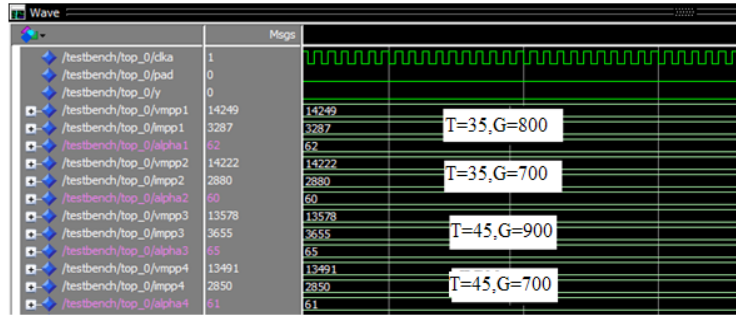 Wave
Msgs
/testbench/top_0/clka 1
/testbench/top_0/pad 0
/testbench/top_0/y 0
/testbench/top_0/vmpp1 14249 14249
/testbench/top_0/impp1 3287 3287
T=35,G=800
/testbench/top_0/alpha1 62 62
/testbench/top_0/vmpp2 14222 14222
T=35,G=700
/testbench/top_0/impp2 2880 2880
/testbench/top_0/alpha2 60 60
/testbench/top_0/vmpp3 13578 13578
T=45,G=900
/testbench/top_0/impp3 3655 3655
/testbench/top_0/alpha3 65 65
/testbench/top_0/vmpp4 13491 13491
T=45,G=700
/testbench/top_0/impp4 2850 2850
/testbench/top_0/alpha4 61 61